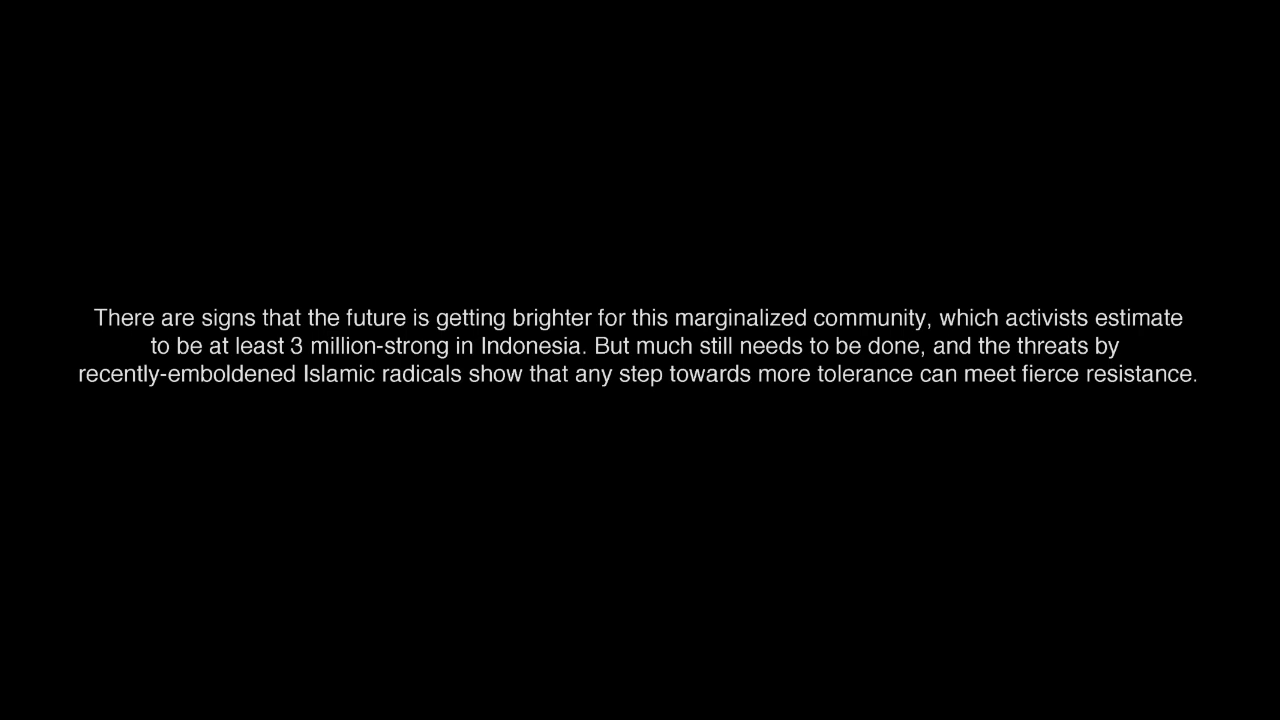 There are signs that the future is getting brighter for this marginalized community, which activists estimate
to be at least 3 million-strong in Indonesia. But much still needs to be done, and the threats by
recently-emboldened Islamic radicals show that any step towards more tolerance can meet fierce resistance.